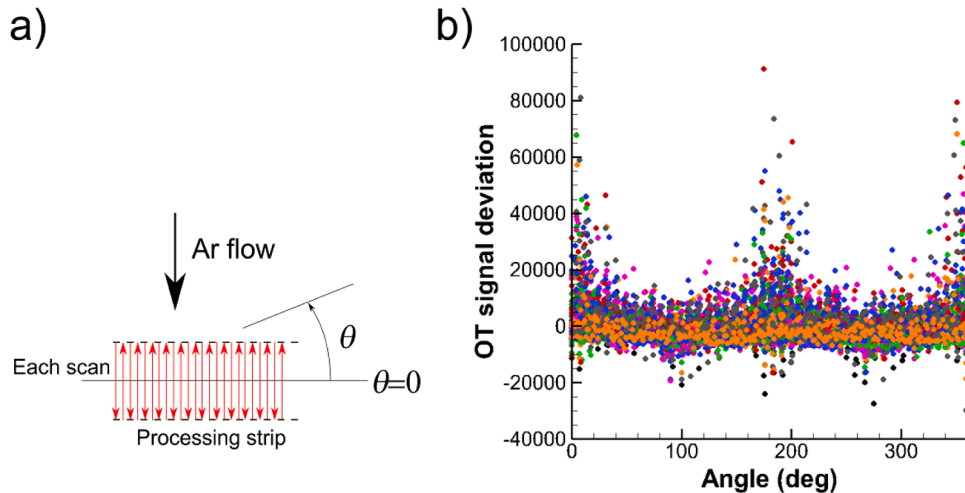 a)
Ar flow
Each scan
θ
θ=0
Processing strip
b)
OT signal deviation
100000
80000
60000
40000
20000
0
-20000
-40000
0
100
200
300
Angle (deg)